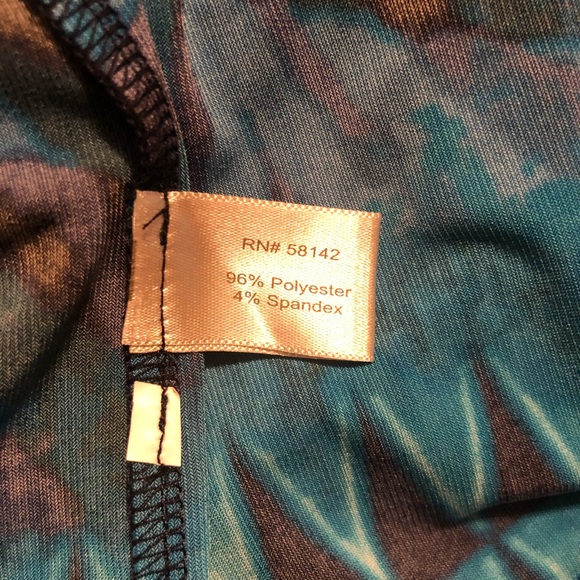 RN# 58142
96% Polyester
4% Spandex